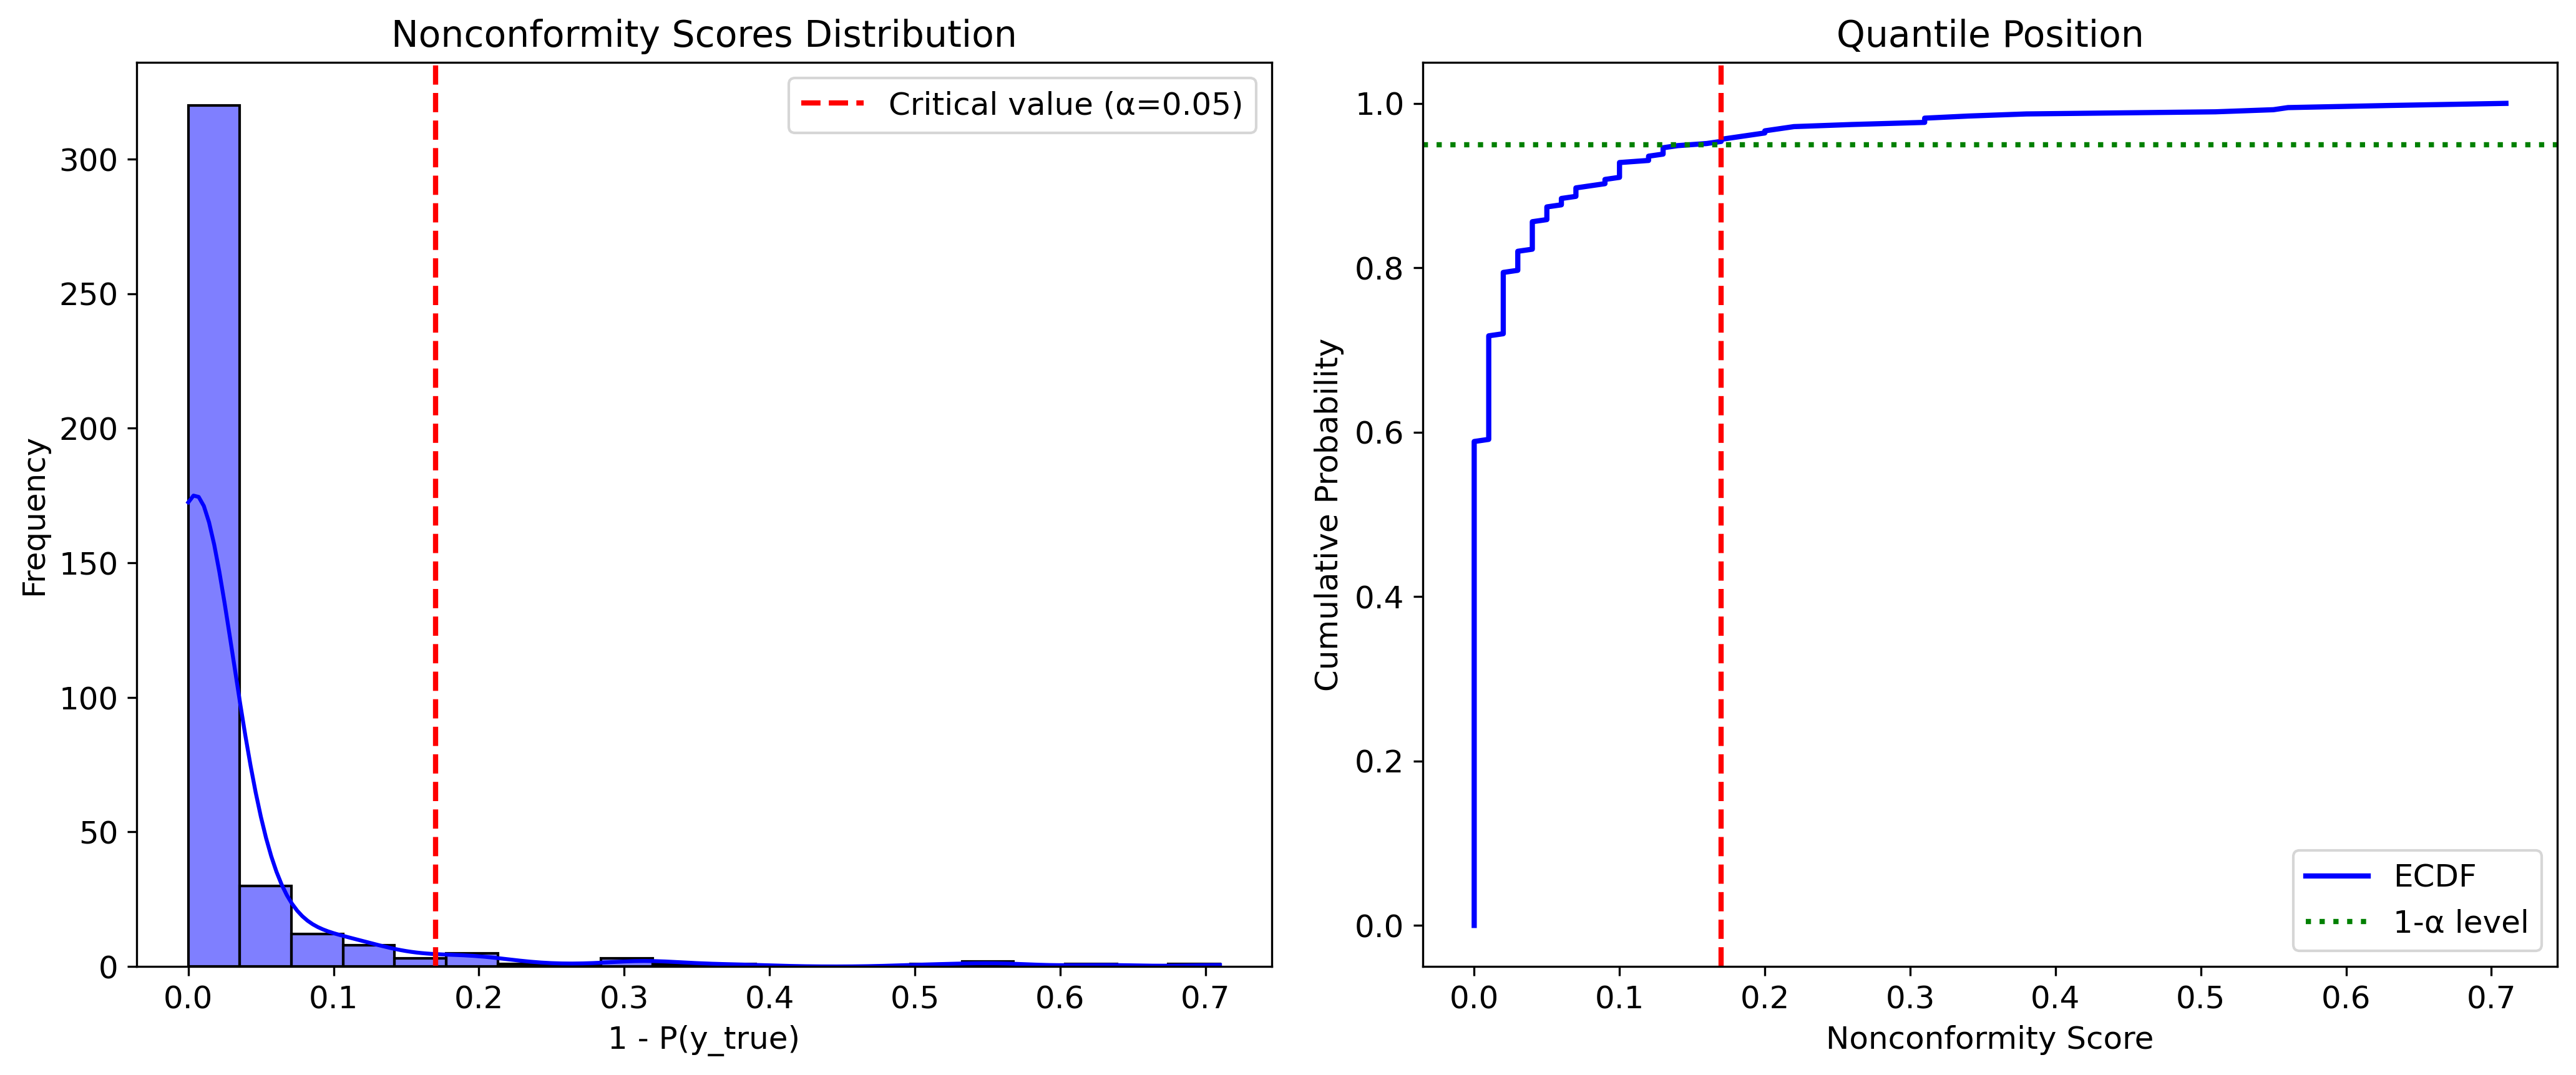 Nonconformity Scores Distribution
Critical value (α=0.05)
Frequency
300
250
200
150
100
50
0
0.0 0.1 0.2 0.3 0.4 0.5 0.6 0.7
1 - P(y_true)
Quantile Position
Cumulative Probability
1.0
0.8
0.6
0.4
0.2
0.0
ECDF
1-α level
0.0 0.1 0.2 0.3 0.4 0.5 0.6 0.7
Nonconformity Score